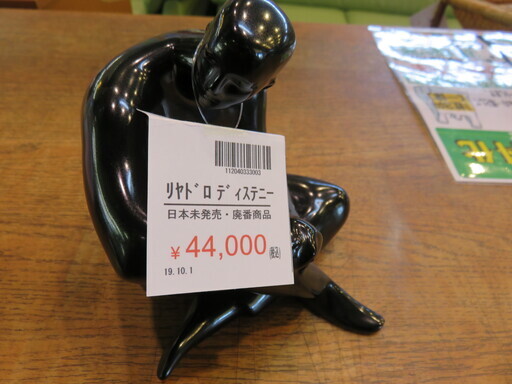 112040333003
ﾘﾔﾄﾞﾛ ﾃﾞｨｽﾃﾆｰ
日本未発売・廃番商品
¥ 44,000 (税込)
19.10.1